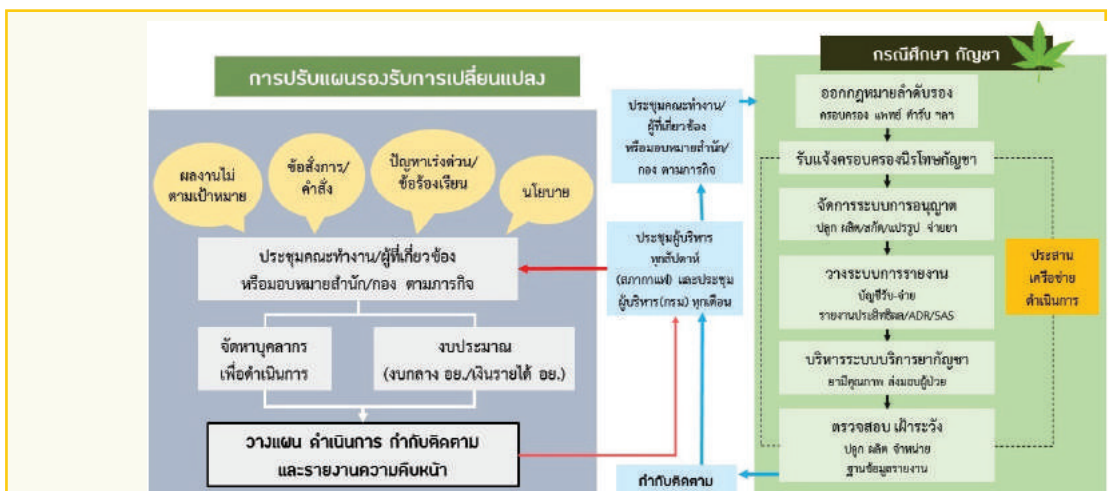 การปรับแผนรองรับการเปลี่ยนแปลง
ผลงานไม่
ตามเป้าหมาย
ข้อสั่งการ/
คำสั่ง
ปัญหาเร่งด่วน/
ข้อร้องเรียน
นโยบาย
ประชุมคณะทำงาน/ผู้ที่เกี่ยวข้อง
หรือมอบหมายสำนัก/กอง ตามภารกิจ
จัดหาบุคลากร
เพื่อดำเนินการ
งบประมาณ
(งบกลาง อย./เงินรายได้ อย.)
วางแผน ดำเนินการ กำกับติดตาม
และรายงานความคืบหน้า
ประชุมคณะทำงาน/
ผู้ที่เกี่ยวข้อง
หรือมอบหมายสำนัก/
กอง ตามภารกิจ
ประชุมผู้บริหาร
ทุกสัปดาห์
(สภากาแฟ) และประชุม
ผู้บริหาร(กรม) ทุกเดือน
กำกับติดตาม
กรณีศึกษา กัญชา
ออกกฎหมายลำดับรอง
ครอบครอง แพทย์ ตำรับ ฯลฯ
รับแจ้งครอบครองนิรโทษกัญชา
จัดการระบบการอนุญาต
ปลูก ผลิต/สกัด/แปรรูป จ่ายยา
วางระบบการรายงาน
บัญชีรับ-จ่าย
รายงานประสิทธิผล/ADR/SAS
บริหารระบบบริการยากัญชา
ยามีคุณภาพ ส่งมอบผู้ป่วย
ตรวจสอบ เฝ้าระวัง
ปลูก ผลิต จำหน่าย
ฐานข้อมูลรายงาน
ประสาน
เครือข่าย
ดำเนินการ